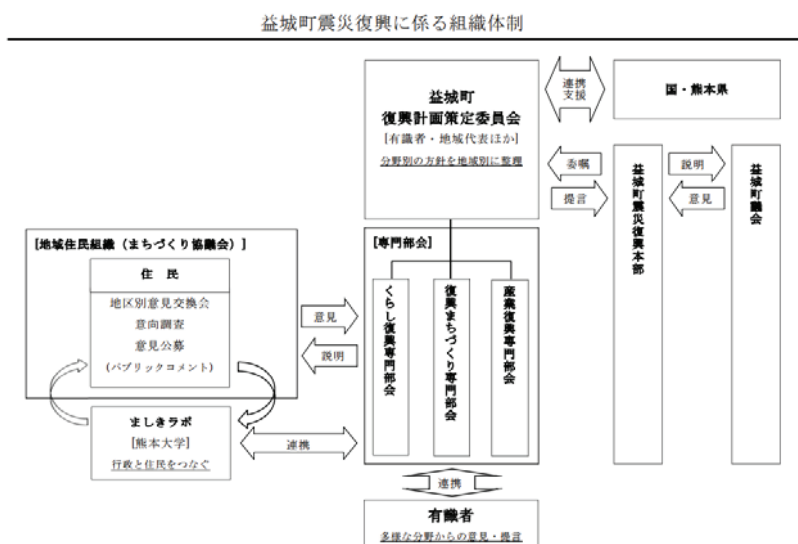 益城町震災復興に係る組織体制
益城町
復興計画策定委員会
[有識者・地域代表ほか]
分野別の方針を地域別に整理
連携
支援
国・熊本県
委嘱
提言
益城町震災復興本部
説明
意見
益城町議会
[地域住民組織（まちづくり協議会）]
住 民
地区別意見交換会
意向調査
意見公募
(パブリックコメント)
意見
説明
[専門部会]
くらし復興専門部会
復興まちづくり専門部会
産業復興専門部会
ましきラボ
[熊本大学]
行政と住民をつなぐ
連携
連携
有識者
多様な分野からの意見・提言